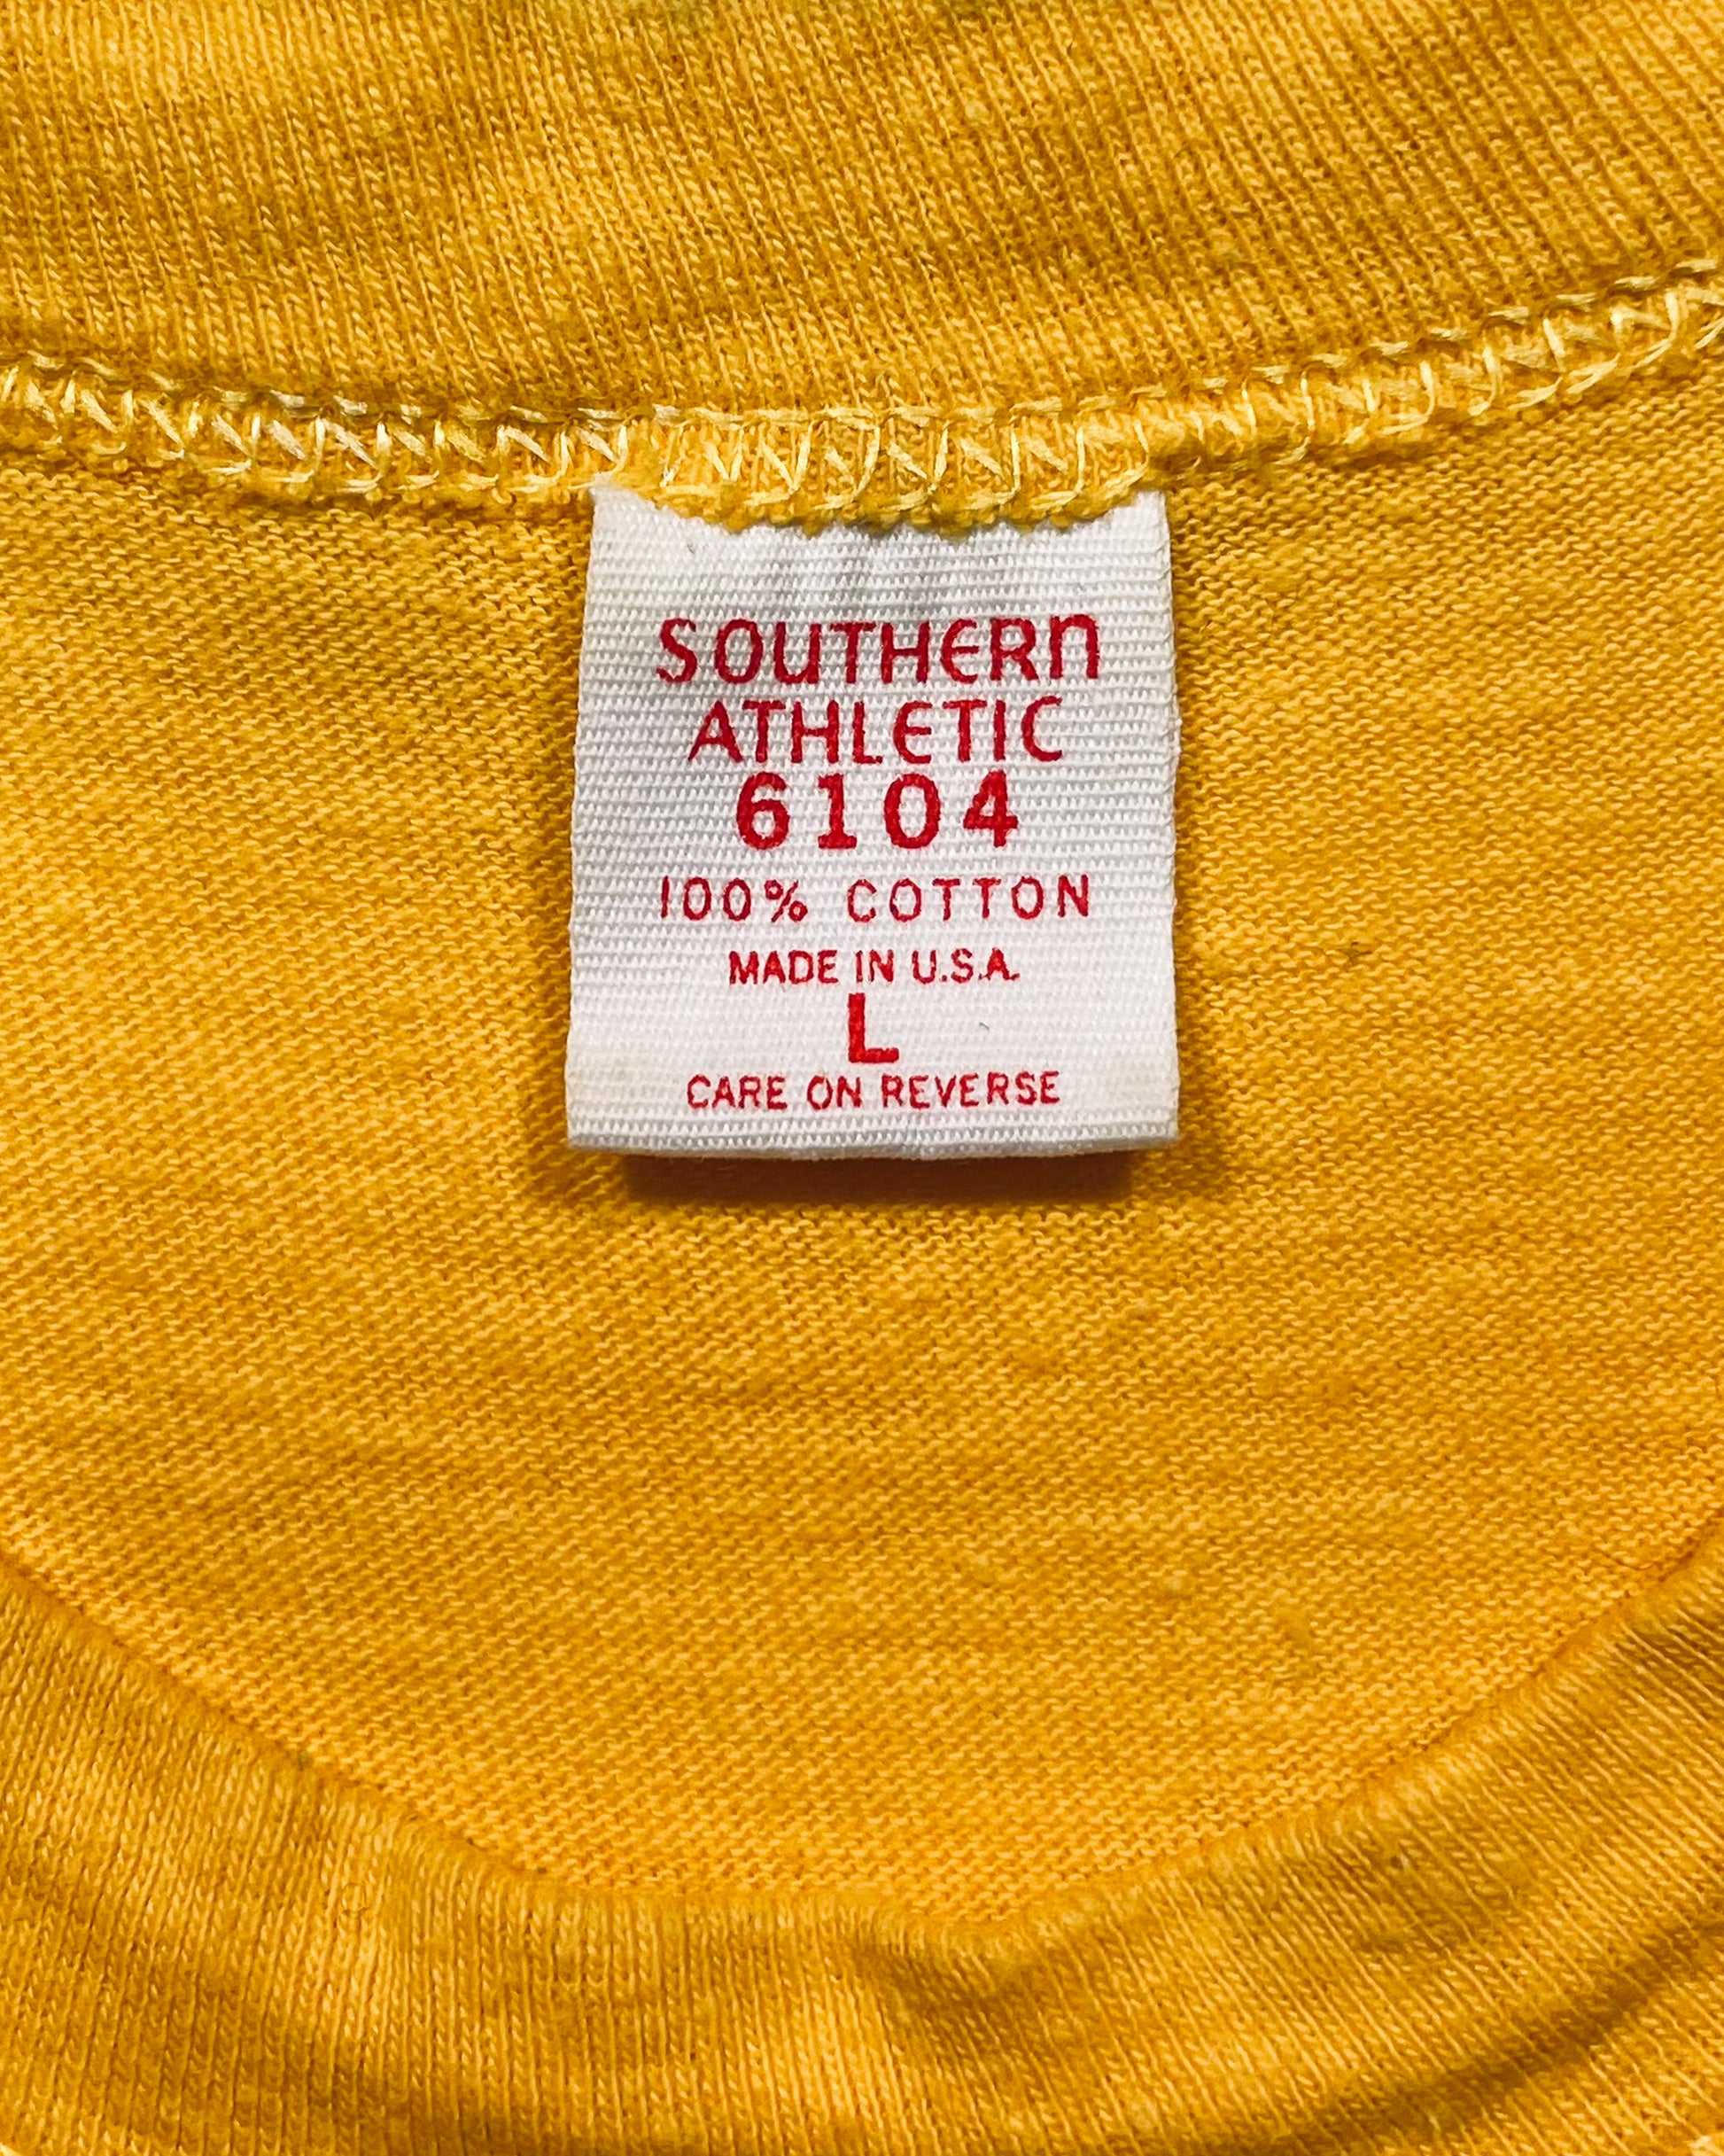 SOUTHERN
ATHLETIC
6104
100% COTTON
MADE IN U.S.A.
L
CARE ON REVERSE